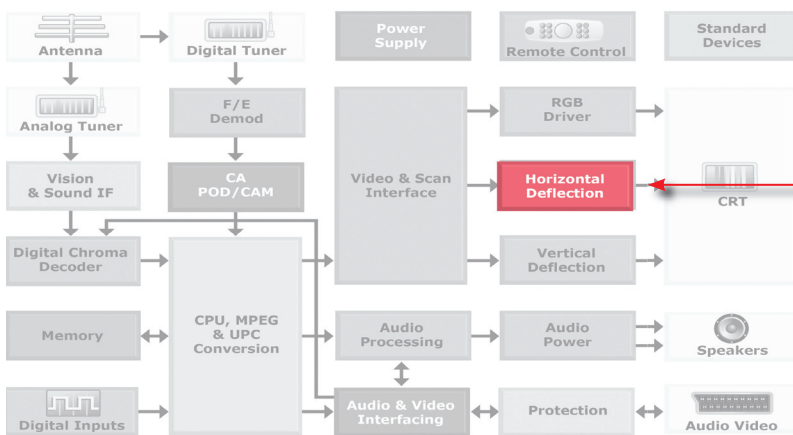 Antenna
Digital Tuner
Power
Supply
Remote Control
Standard
Devices
Analog Tuner
F/E
Demod
RGB
Driver
Vision
& Sound IF
CA
POD/CAM
Video & Scan
Interface
Horizontal
Deflection
CRT
Digital Chroma
Decoder
Vertical
Deflection
CPU, MPEG
& UPC
Conversion
Memory
Audio
Processing
Audio
Power
Speakers
Digital Inputs
Audio & Video
Interfacing
Protection
Audio Video